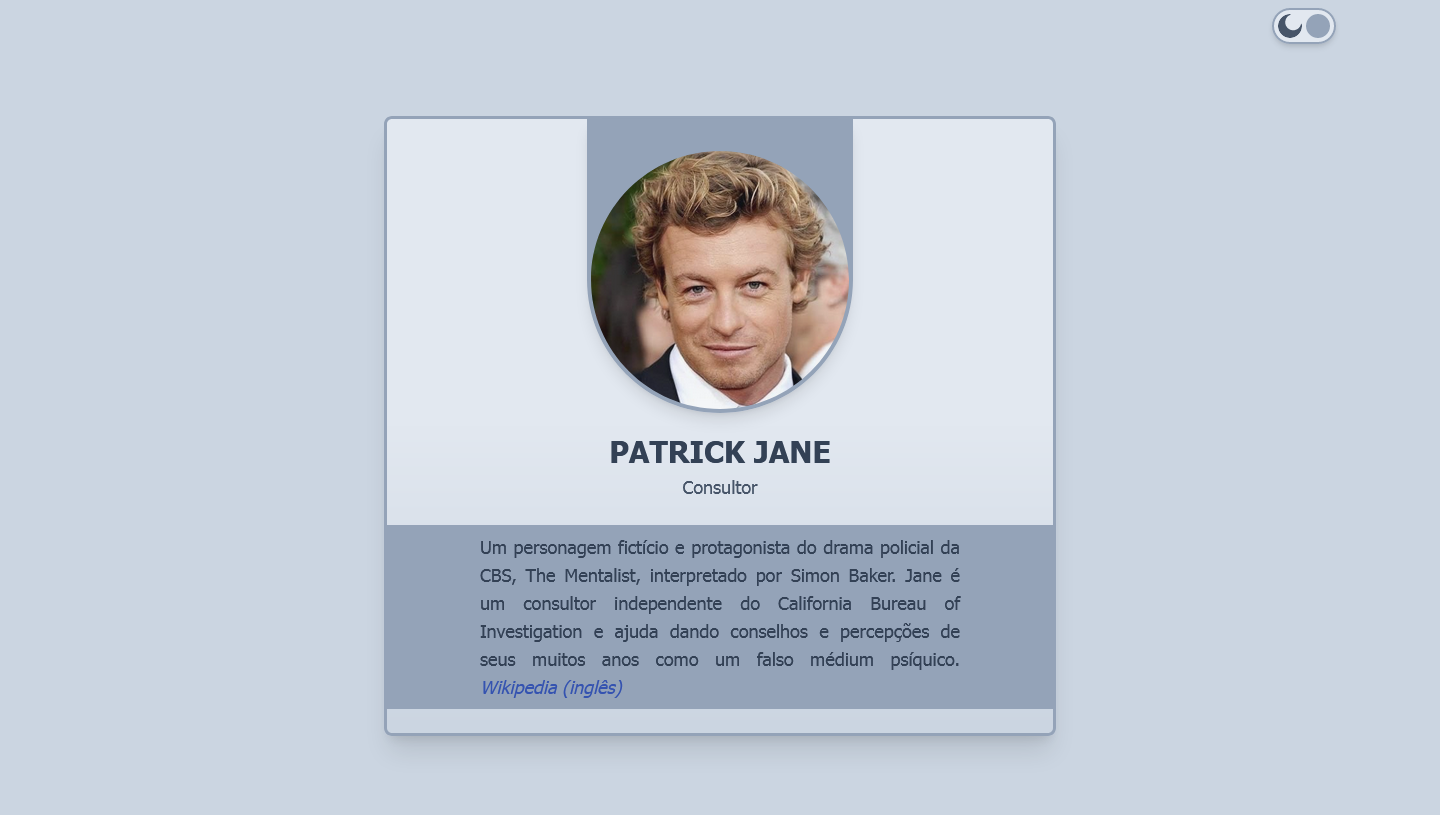 PATRICK JANE
Consultor
Um personagem fictício e protagonista do drama policial da
CBS, The Mentalist, interpretado por Simon Baker. Jane é
um consultor independente do California Bureau of
Investigation e ajuda dando conselhos e percepções de
seus muitos anos como um falso médium psíquico.
Wikipedia (inglês)